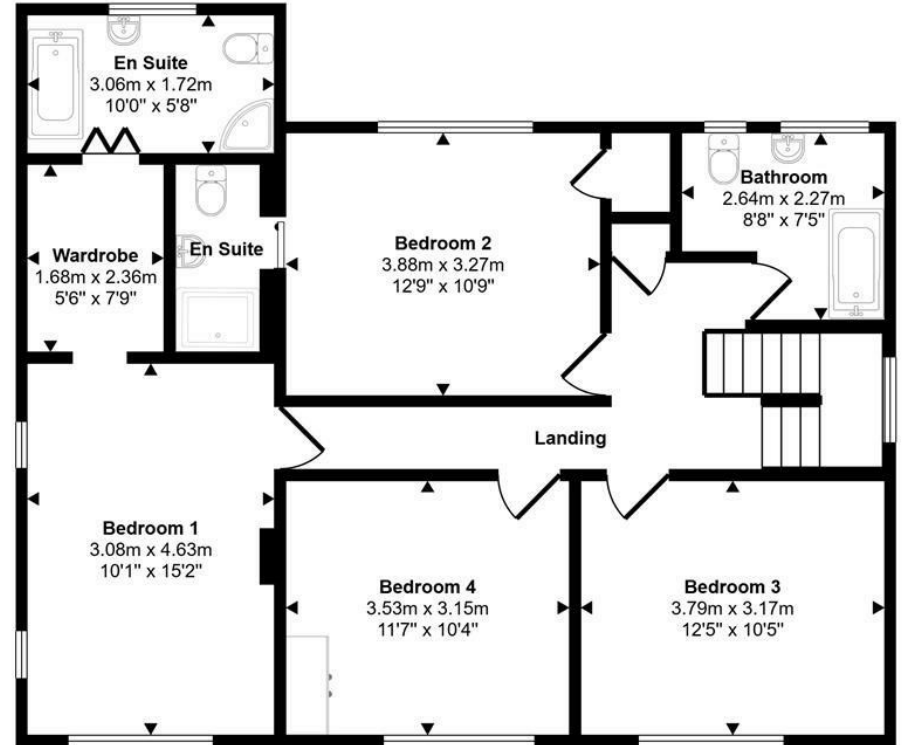 En Suite
3.06m x 1.72m
10'0" x 5'8"
Bathroom
2.64m x 2.27m
8'8" x 7'5"
Wardrobe
1.68m x 2.36m
5'6" x 7'9"
En Suite
Bedroom 2
3.88m x 3.27m
12'9" x 10'9"
Landing
Bedroom 1
3.08m x 4.63m
10'1" x 15'2"
Bedroom 4
3.53m x 3.15m
11'7" x 10'4"
Bedroom 3
3.79m x 3.17m
12'5" x 10'5"